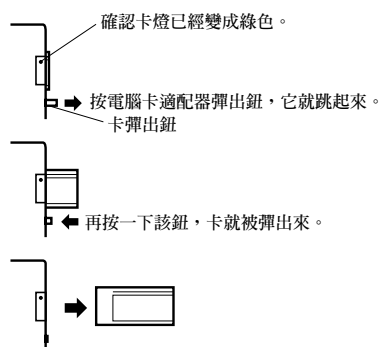 確認卡燈已經變成綠色。
按電腦卡適配器彈出鈕，它就跳起來。
卡彈出鈕
再按一下該鈕，卡就被彈出來。